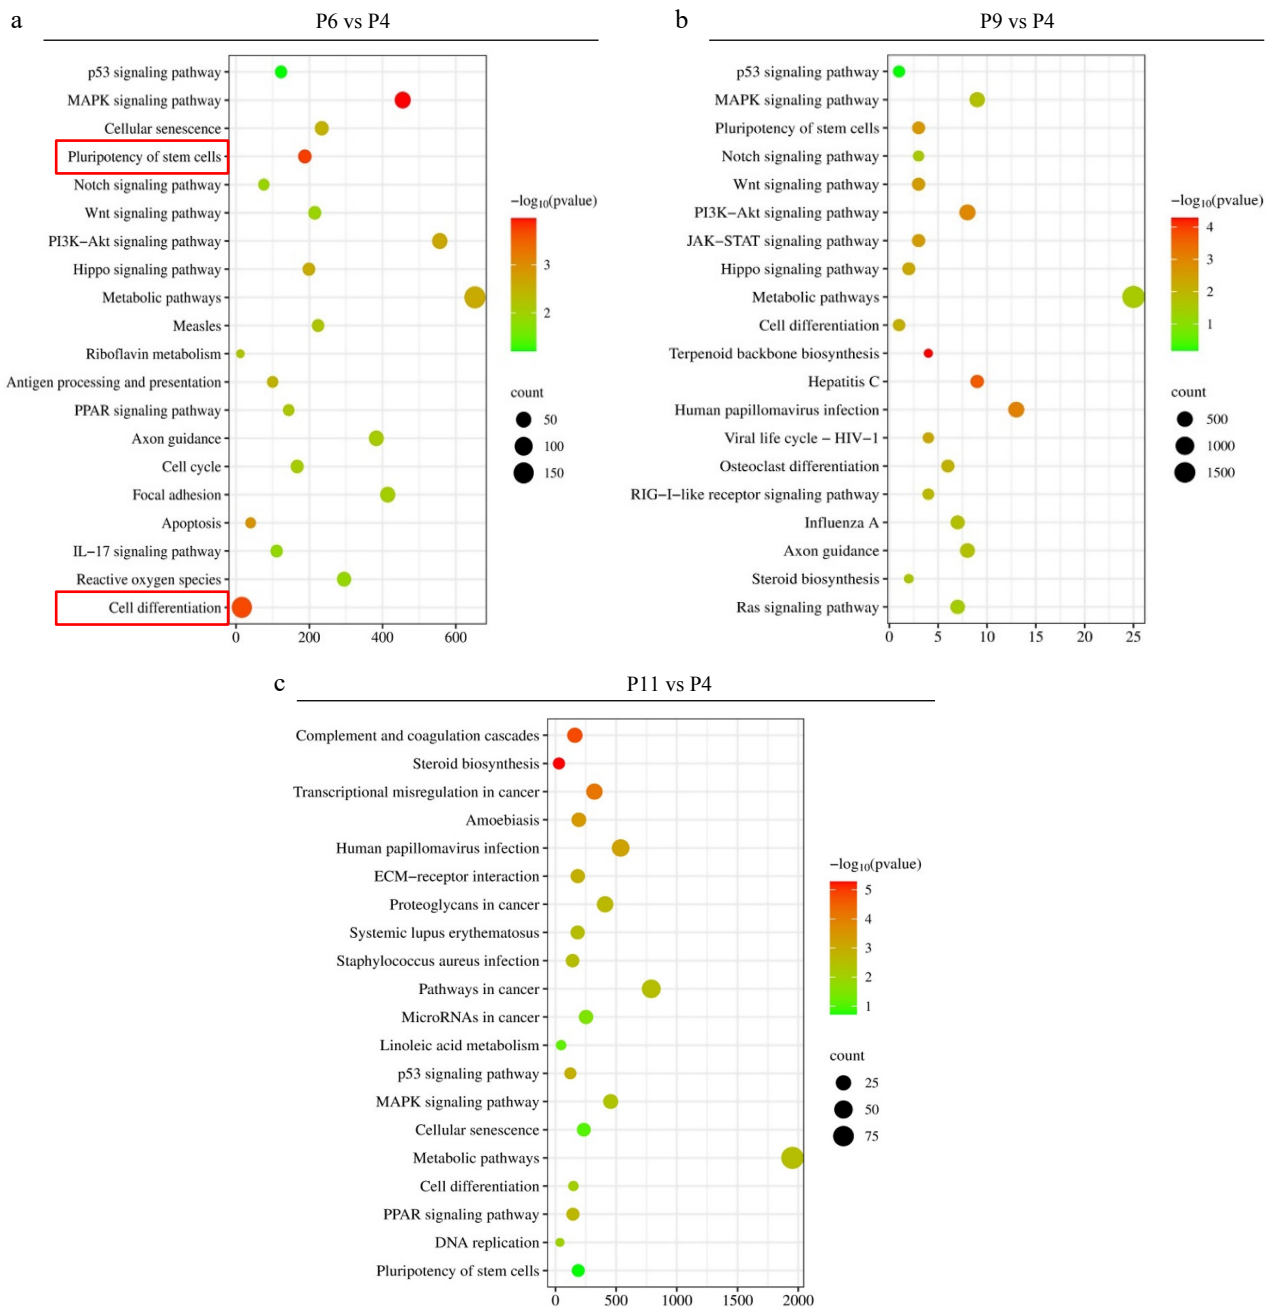 a
P6 vs P4
p53 signaling pathway
MAPK signaling pathway
Cellular senescence
Pluripotency of stem cells
Notch signaling pathway
Wnt signaling pathway
PI3K−Akt signaling pathway
Hippo signaling pathway
Metabolic pathways
Measles
Riboflavin metabolism
Antigen processing and presentation
PPAR signaling pathway
Axon guidance
Cell cycle
Focal adhesion
Apoptosis
IL−17 signaling pathway
Reactive oxygen species
Cell differentiation
0 200 400 600
−log10(pvalue)
3
2
count
50
100
150
b
P9 vs P4
p53 signaling pathway
MAPK signaling pathway
Pluripotency of stem cells
Notch signaling pathway
Wnt signaling pathway
PI3K−Akt signaling pathway
JAK−STAT signaling pathway
Hippo signaling pathway
Metabolic pathways
Cell differentiation
Terpenoid backbone biosynthesis
Hepatitis C
Human papillomavirus infection
Viral life cycle − HIV−1
Osteoclast differentiation
RIG−I−like receptor signaling pathway
Influenza A
Axon guidance
Steroid biosynthesis
Ras signaling pathway
0 5 10 15 20 25
−log10(pvalue)
4
3
2
1
count
500
1000
1500
c
P11 vs P4
Complement and coagulation cascades
Steroid biosynthesis
Transcriptional misregulation in cancer
Amoebiasis
Human papillomavirus infection
ECM−receptor interaction
Proteoglycans in cancer
Systemic lupus erythematosus
Staphylococcus aureus infection
Pathways in cancer
MicroRNAs in cancer
Linoleic acid metabolism
p53 signaling pathway
MAPK signaling pathway
Cellular senescence
Metabolic pathways
Cell differentiation
PPAR signaling pathway
DNA replication
Pluripotency of stem cells
0 500 1000 1500 2000
−log10(pvalue)
5
4
3
2
1
count
25
50
75